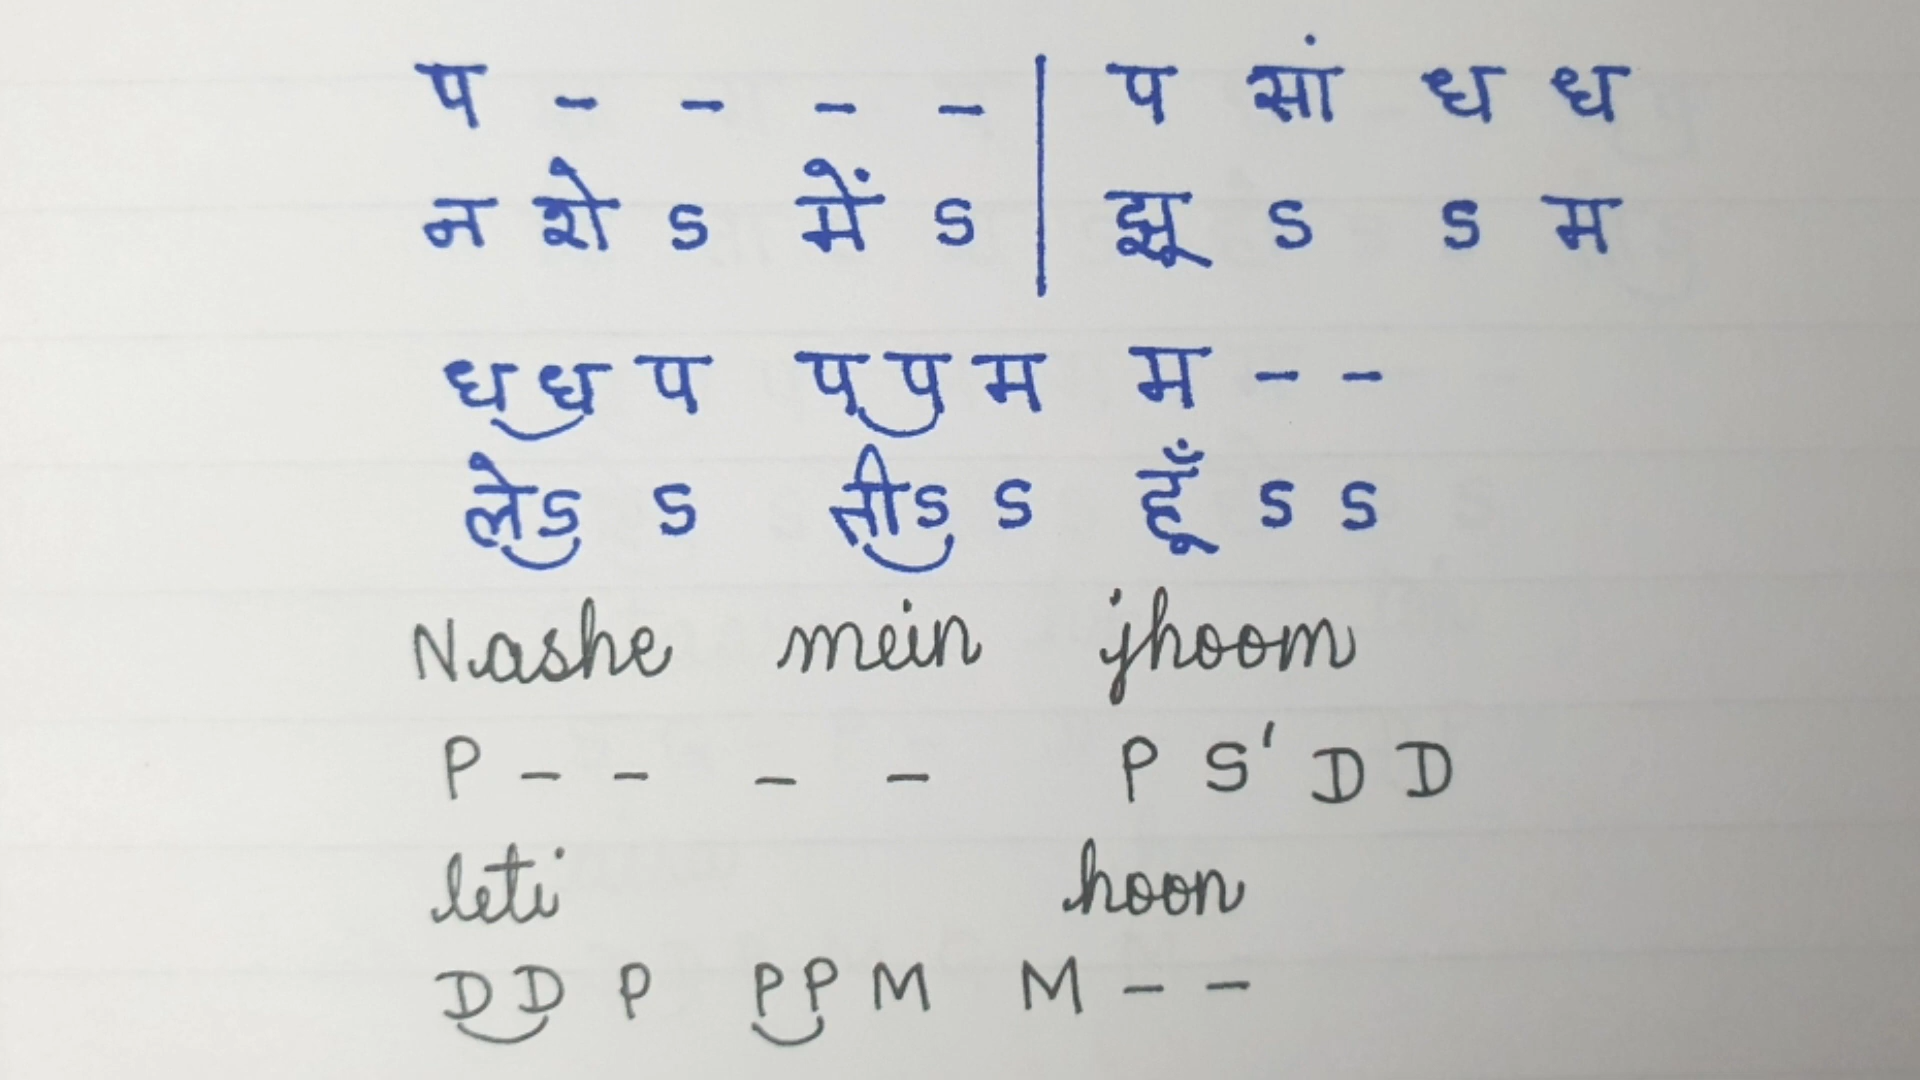 प - - - - | प सां ध ध
न शे ऽ में ऽ | झू ऽ ऽ म
ध ध प प प म म - -
ले ऽ ऽ ती ऽ ऽ हूँ ऽ ऽ
Nashe mein jhoom
P - - - - P S' D D
leti hoon
D D P P P M M - -